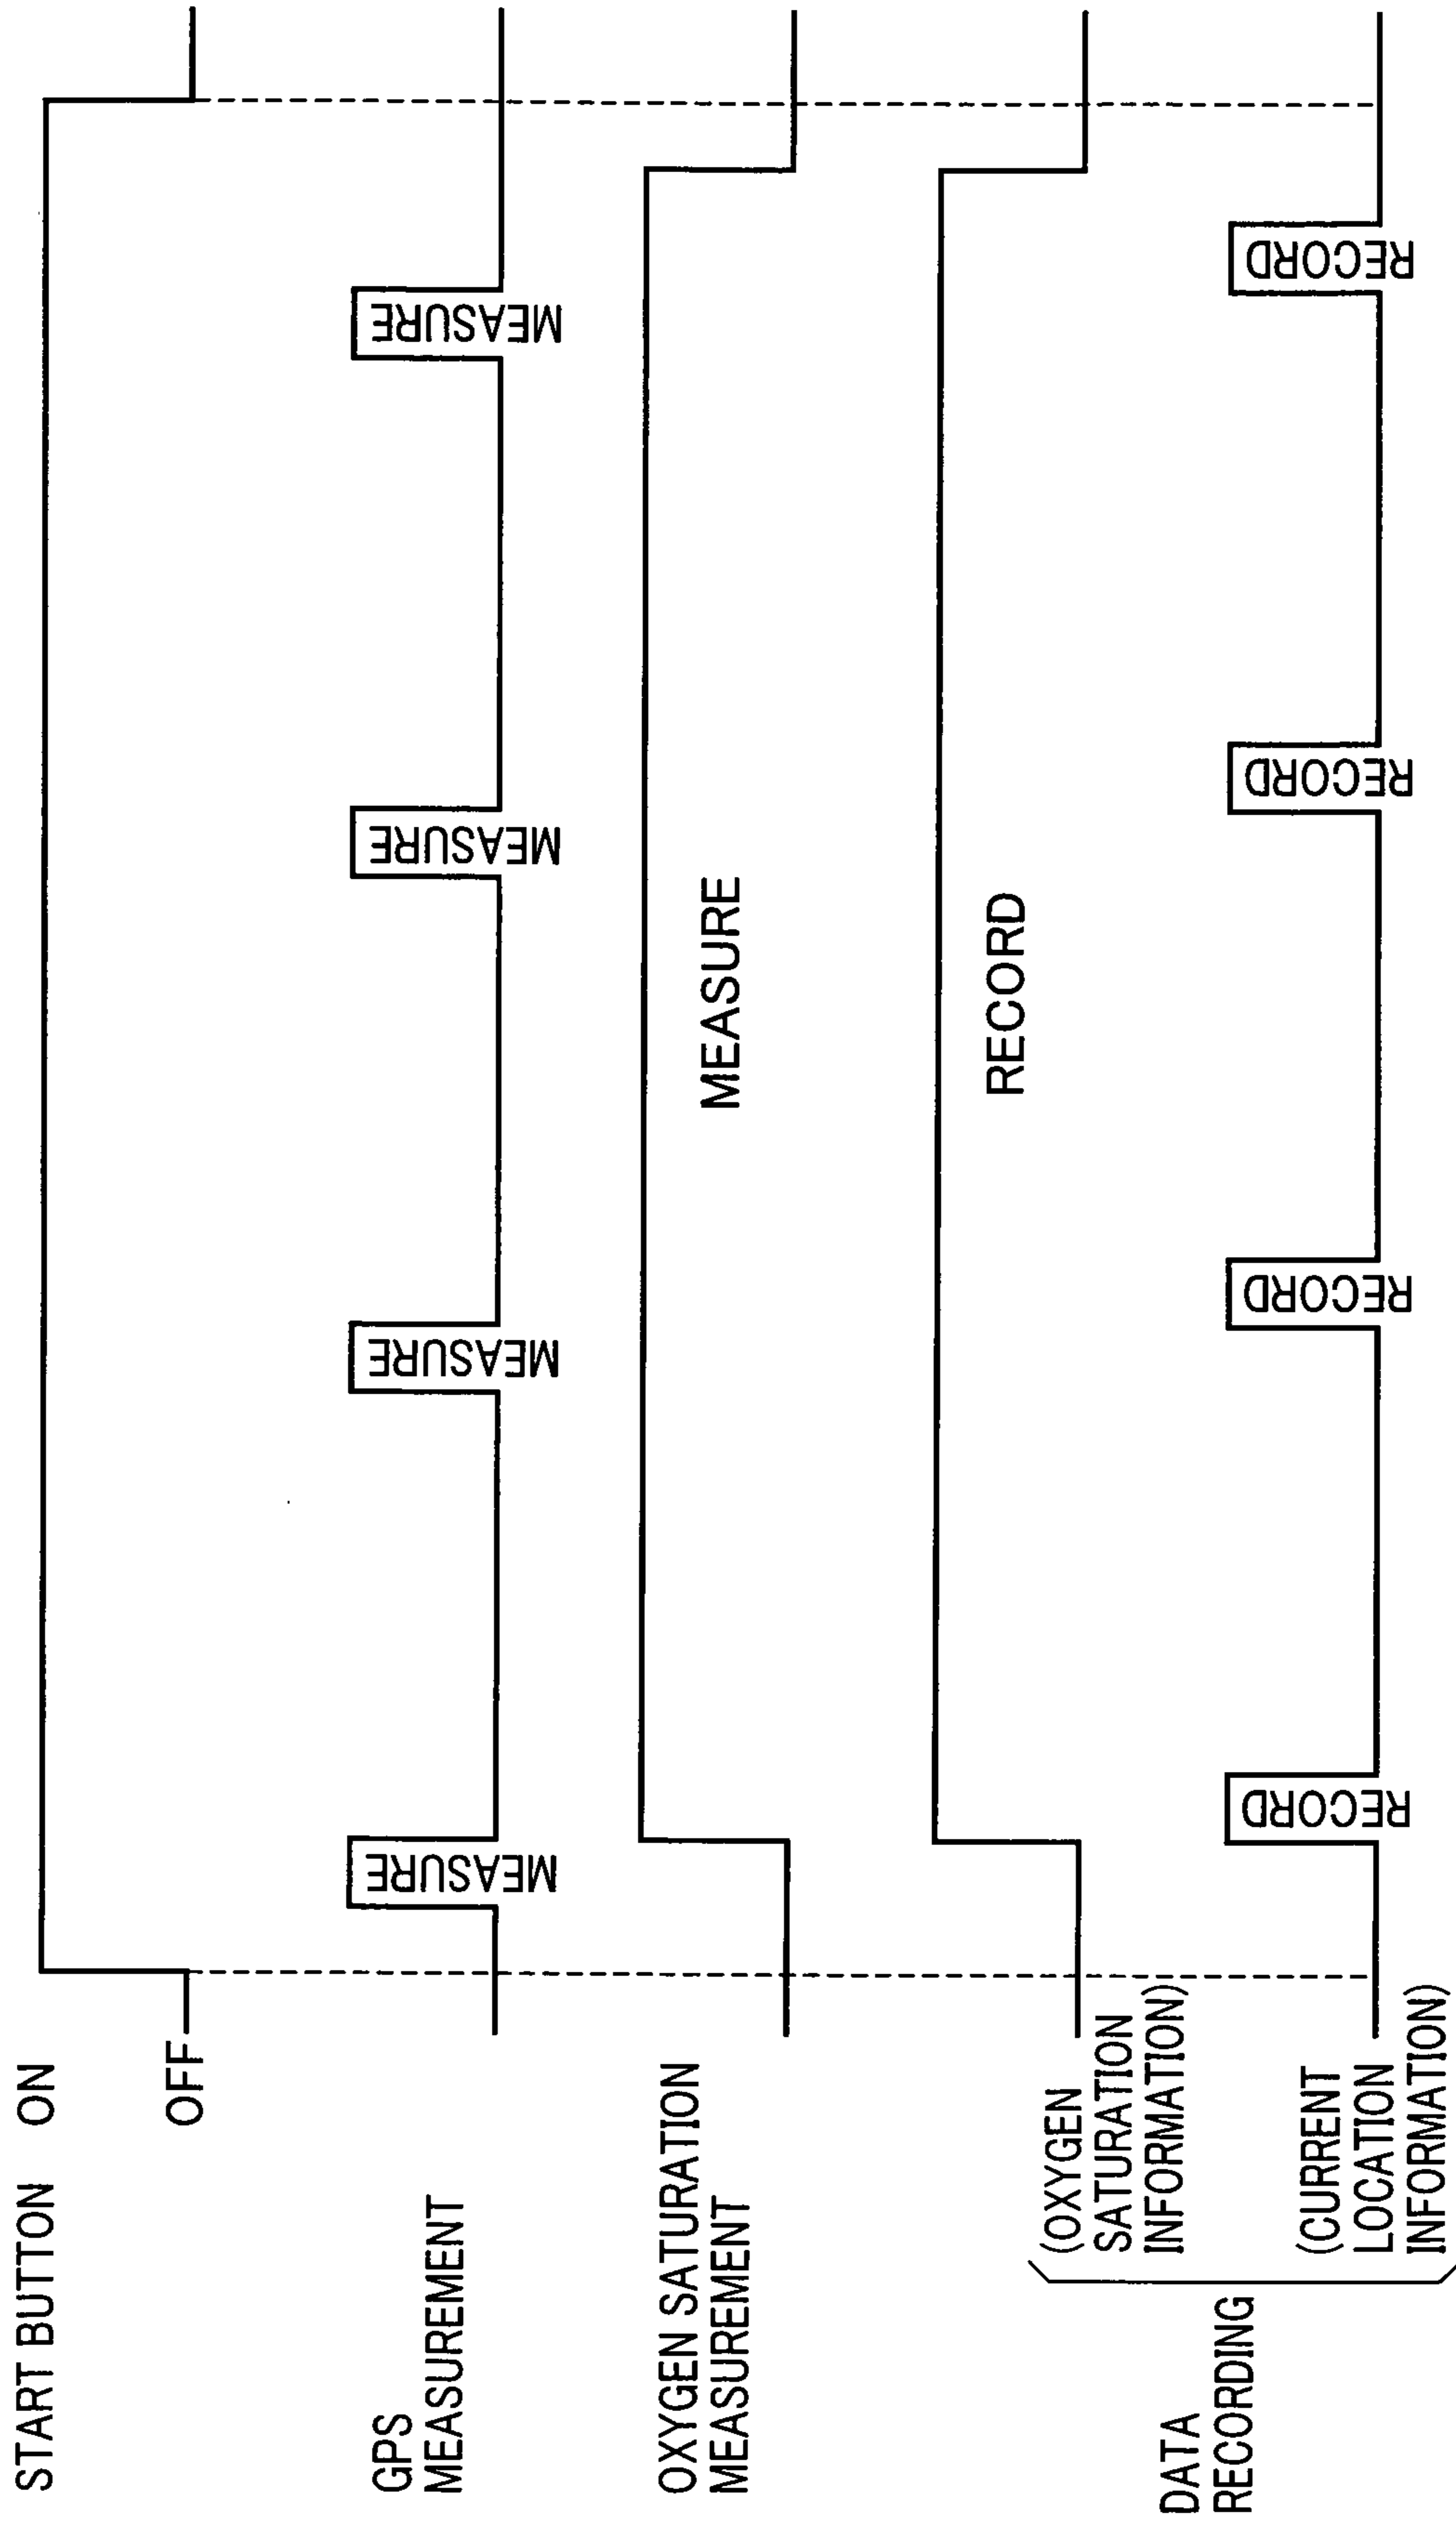 START BUTTON ON
OFF
GPS
MEASUREMENT
MEASURE
MEASURE
MEASURE
MEASURE
OXYGEN SATURATION
MEASUREMENT
MEASURE
DATA
RECORDING
(OXYGEN
SATURATION
INFORMATION)
RECORD
(CURRENT
LOCATION
INFORMATION)
RECORD
RECORD
RECORD
RECORD